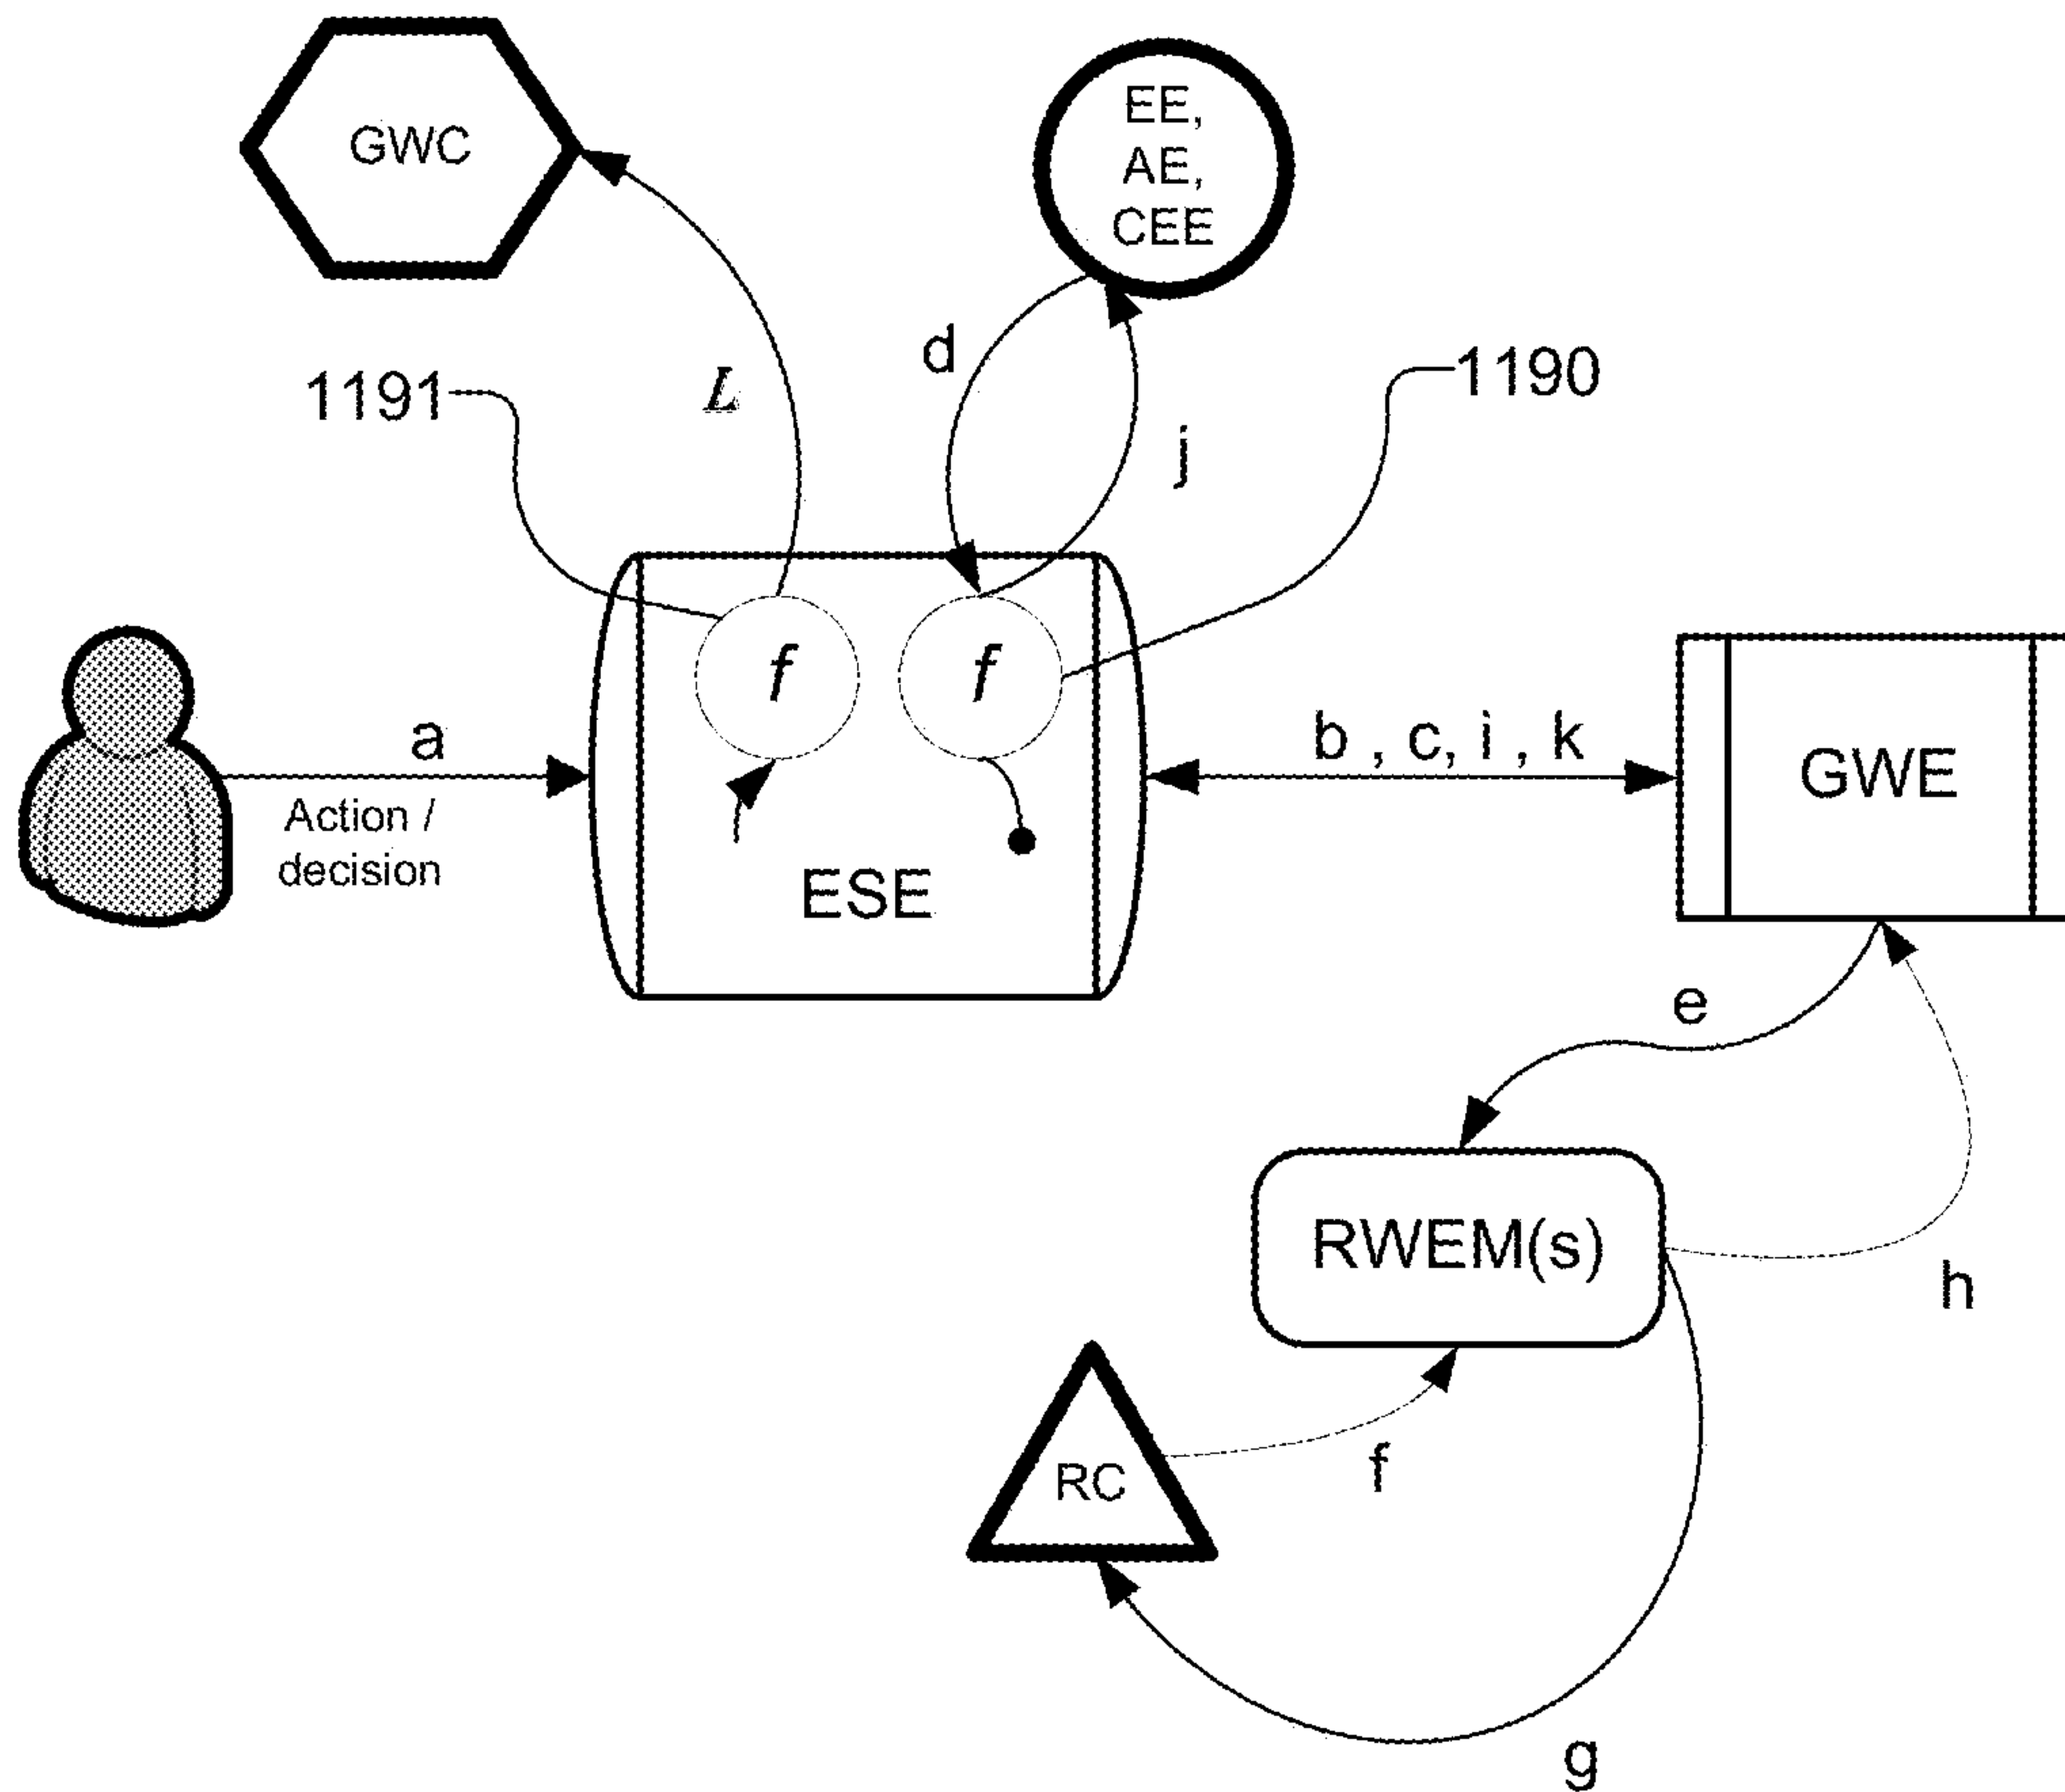 GWC
EE,
AE,
CEE
d
1190
1191
L
j
f
f
a
b , c, i , k
GWE
Action /
decision
ESE
e
RWEM(s)
h
f
RC
g